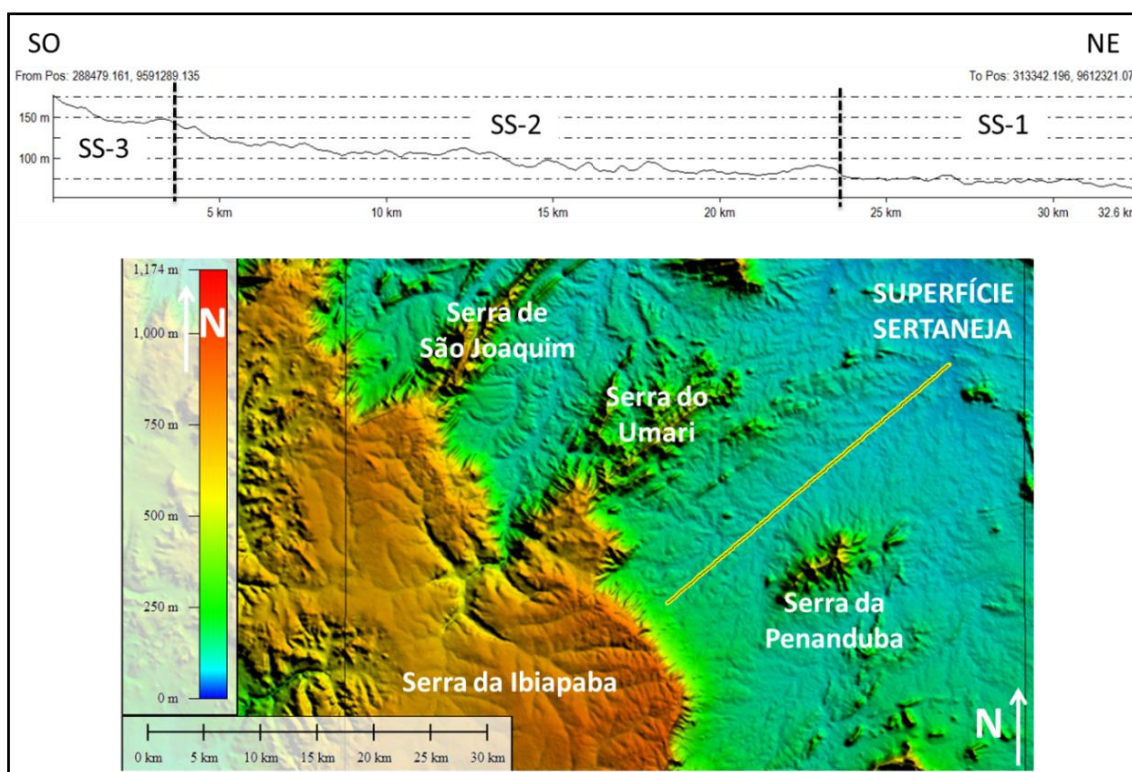 SO
NE
From Pos: 288479.161, 9591289.135
To Pos: 313342.196, 9612321.07
150 m
100 m
SS-3
SS-2
SS-1
5 km
10 km
15 km
20 km
25 km
30 km
32.6 km
1,174 m
1,000 m
750 m
500 m
250 m
0 m
N
Serra de
São Joaquim
SUPERFÍCIE
SERTANEJA
Serra do
Umari
Serra da
Penanduba
Serra da Ibiapaba
N
0 km
5 km
10 km
15 km
20 km
25 km
30 km